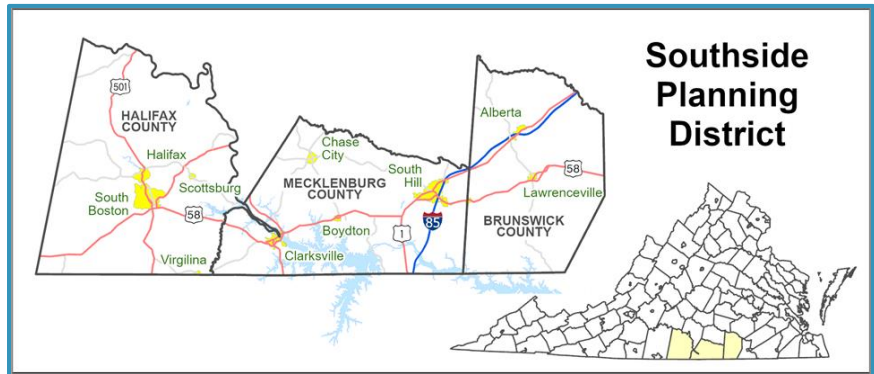 Southside
Planning
District
501
HALIFAX
COUNTY
Halifax
South
Boston
Scottsburg
58
Virgilina
Chase
City
MECKLENBURG
COUNTY
South
Hill
Boydton
Clarksville
1
85
Alberta
58
Lawrenceville
BRUNSWICK
COUNTY